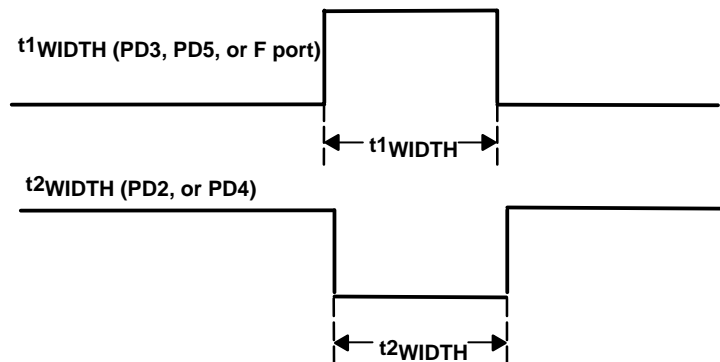 t1WIDTH (PD3, PD5, or F port)
t1WIDTH
t2WIDTH (PD2, or PD4)
t2WIDTH